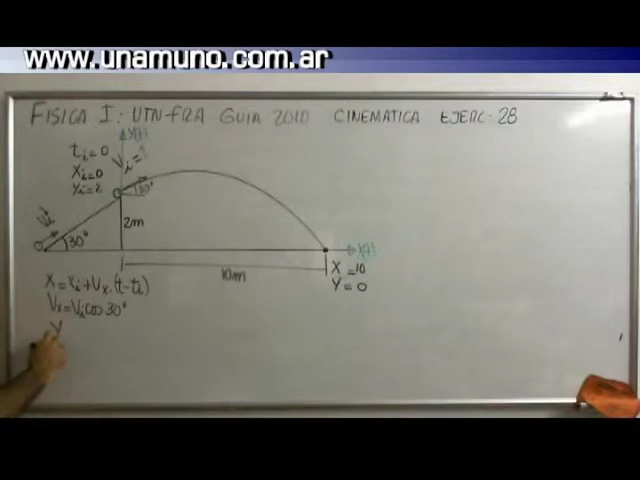 www.unamuno.com.ar
FISICA I: UTN-FRA GUIA 2010 CINEMATICA EJERC: 28
Y(t)
ti=0
Xi=0
Yi=2
Vi=?
30°
2m
Vi
30°
X(t)
10m
X=10
Y=0
X=Xi+Vx.(t-ti)
Vx=Vi cos 30°
Y